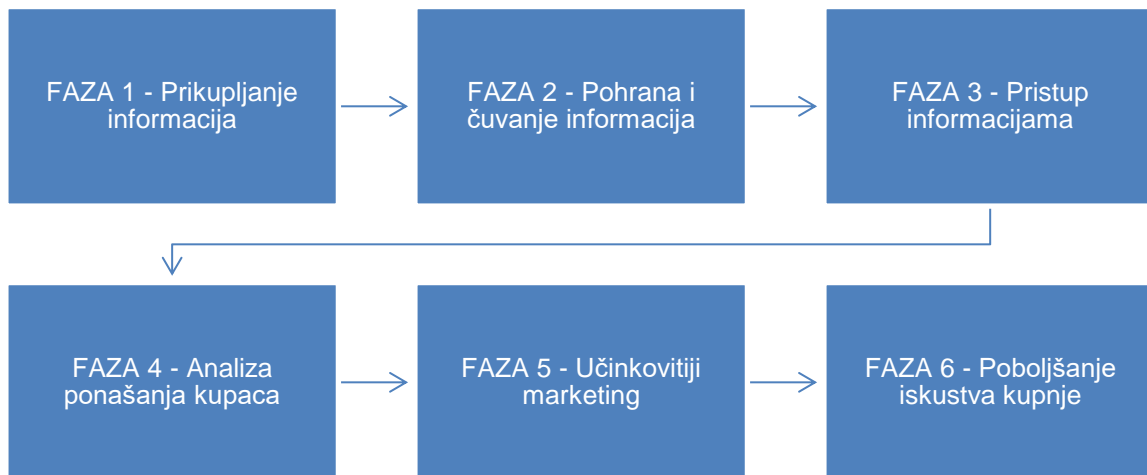 FAZA 1 - Prikupljanje
informacija
FAZA 2 - Pohrana i
čuvanje informacija
FAZA 3 - Pristup
informacijama
FAZA 4 - Analiza
ponašanja kupaca
FAZA 5 - Učinkovitiji
marketing
FAZA 6 - Poboljšanje
iskustva kupnje